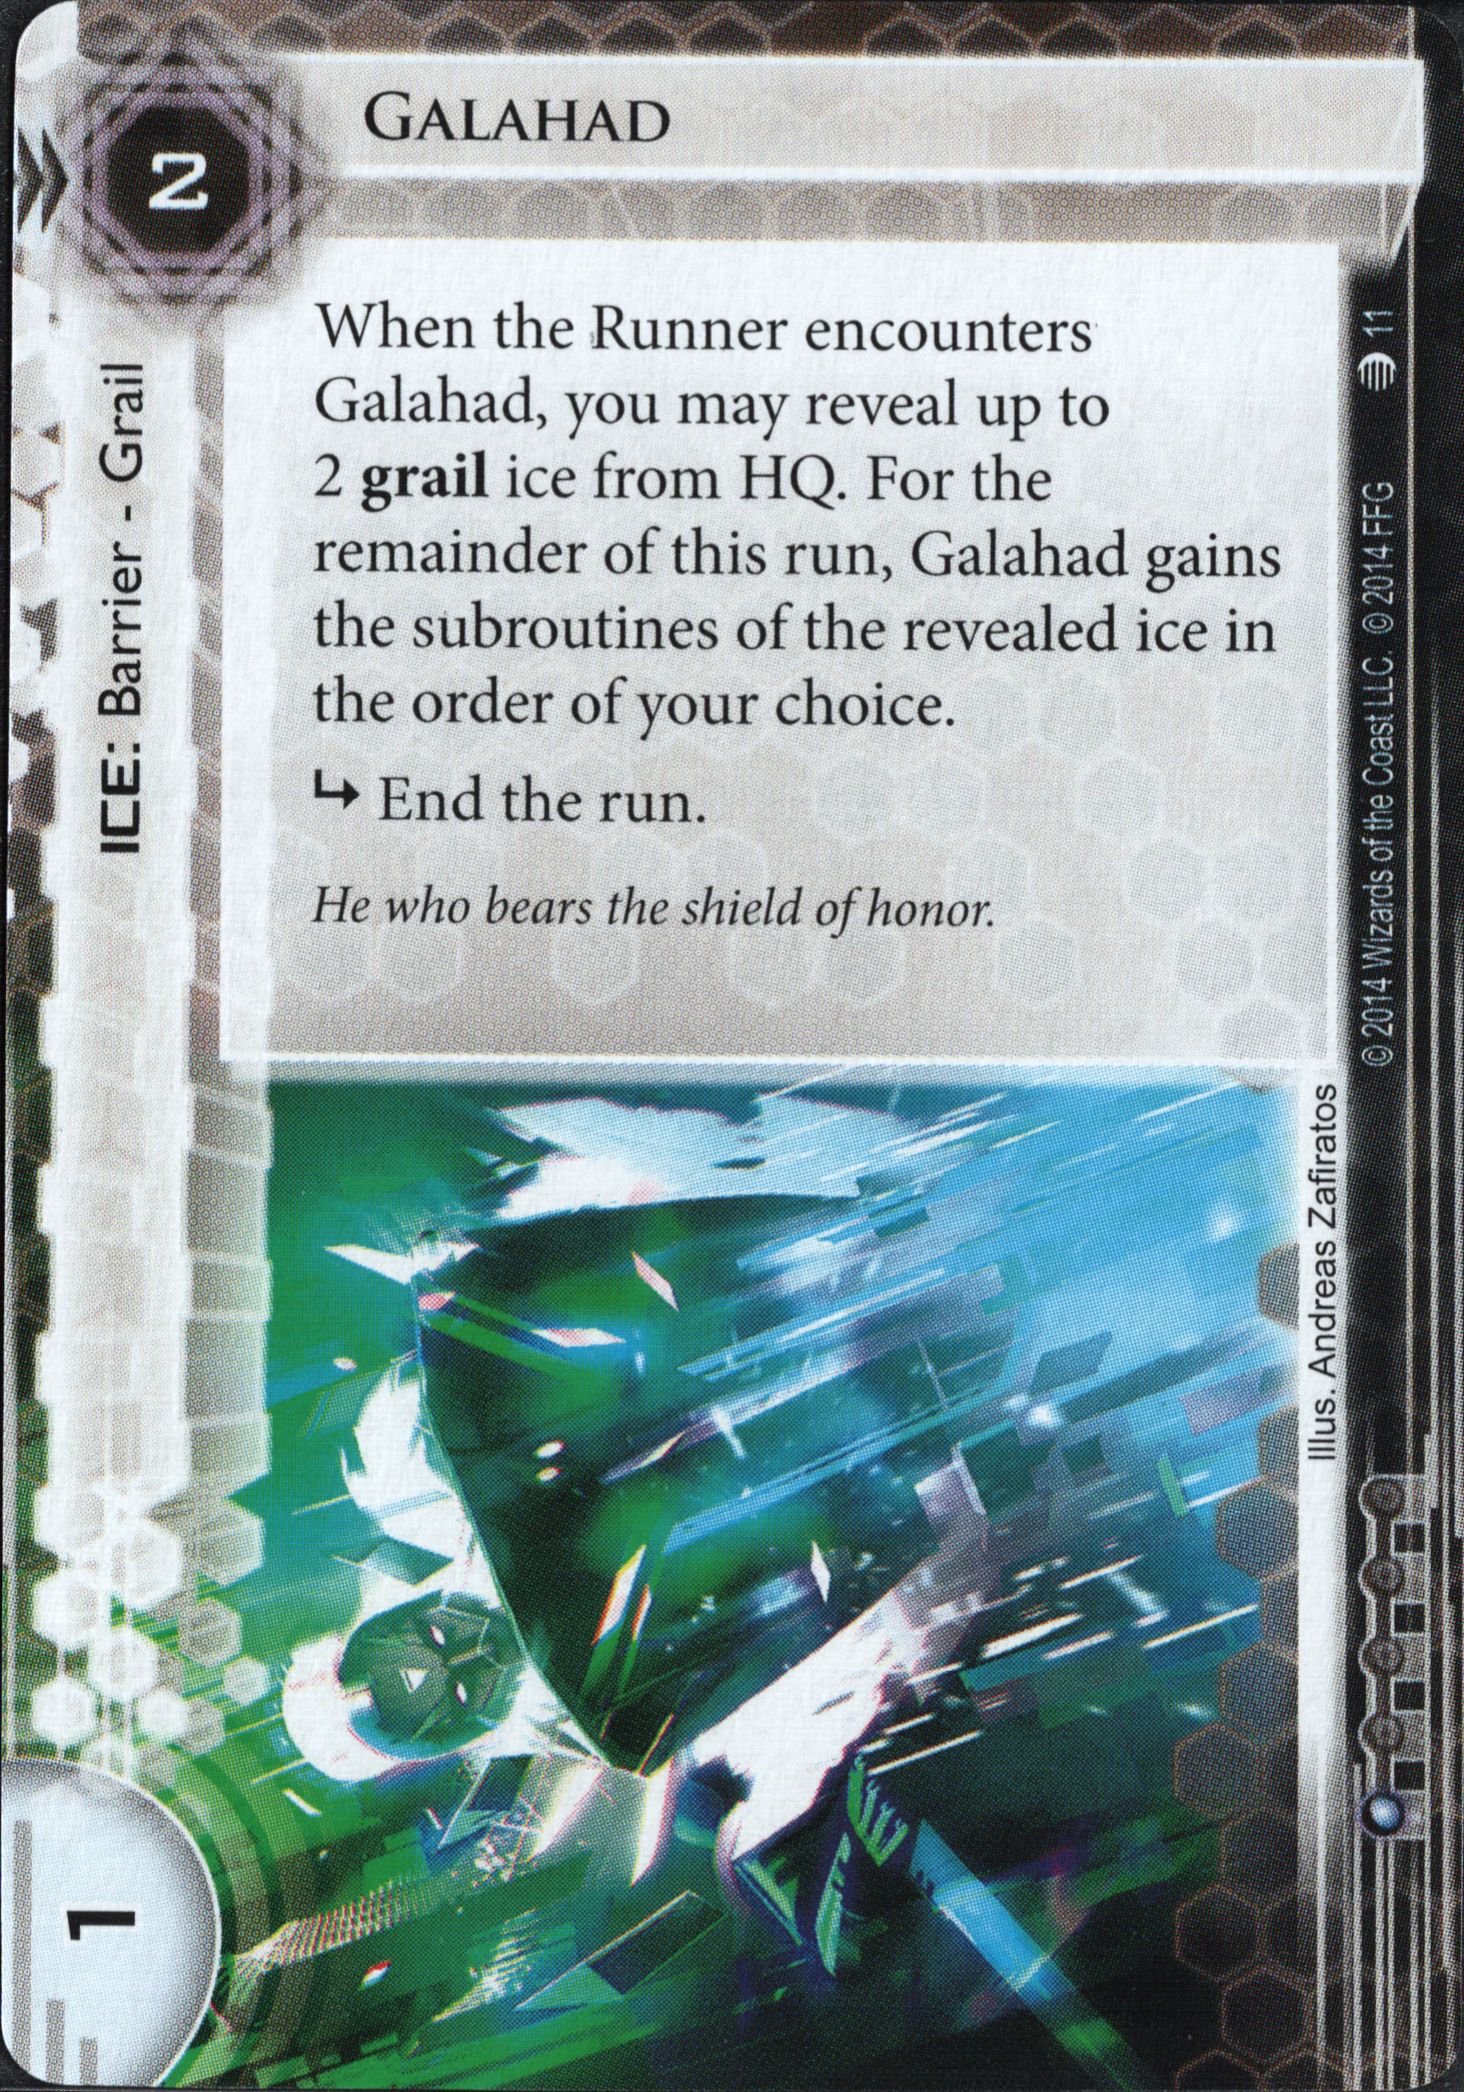 GALAHAD
2
ICE: Barrier - Grail
When the Runner encounters
Galahad, you may reveal up to
2 grail ice from HQ. For the
remainder of this run, Galahad gains
the subroutines of the revealed ice in
the order of your choice.
↳ End the run.
He who bears the shield of honor.
1
Illus. Andreas Zafiratos
© 2014 Wizards of the Coast LLC. © 2014 FFG
11